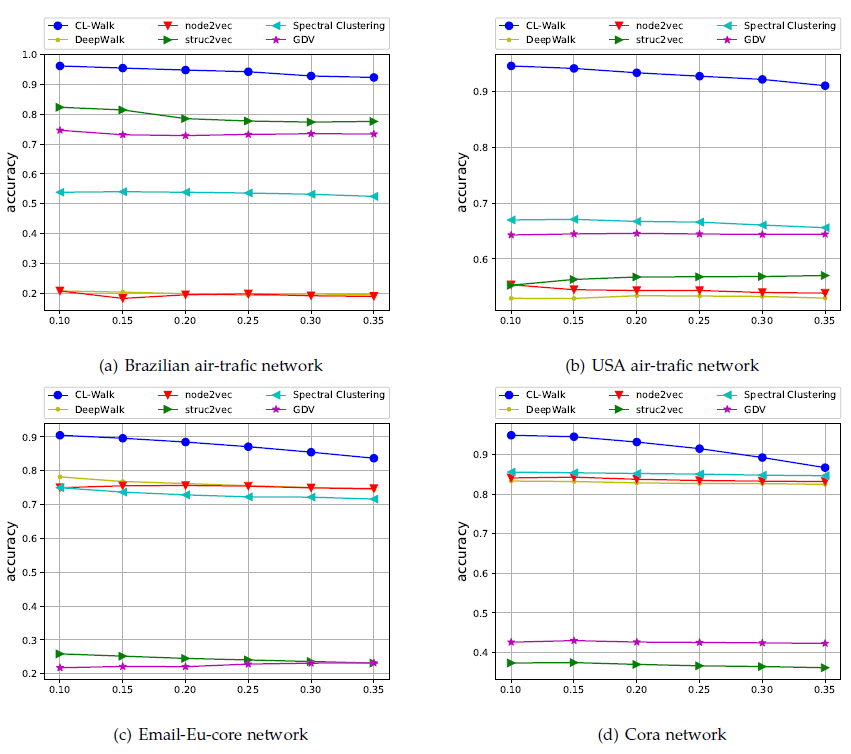 CL-Walk node2vec Spectral Clustering
DeepWalk struc2vec GDV
1.0
0.9
0.8
0.7
0.6
0.5
0.4
0.3
0.2
accuracy
0.10 0.15 0.20 0.25 0.30 0.35
(a) Brazilian air-trafic network
CL-Walk node2vec Spectral Clustering
DeepWalk struc2vec GDV
0.9
0.8
0.7
0.6
accuracy
0.10 0.15 0.20 0.25 0.30 0.35
(b) USA air-trafic network
CL-Walk node2vec Spectral Clustering
DeepWalk struc2vec GDV
0.9
0.8
0.7
0.6
0.5
0.4
0.3
0.2
accuracy
0.10 0.15 0.20 0.25 0.30 0.35
(c) Email-Eu-core network
CL-Walk node2vec Spectral Clustering
DeepWalk struc2vec GDV
0.9
0.8
0.7
0.6
0.5
0.4
accuracy
0.10 0.15 0.20 0.25 0.30 0.35
(d) Cora network